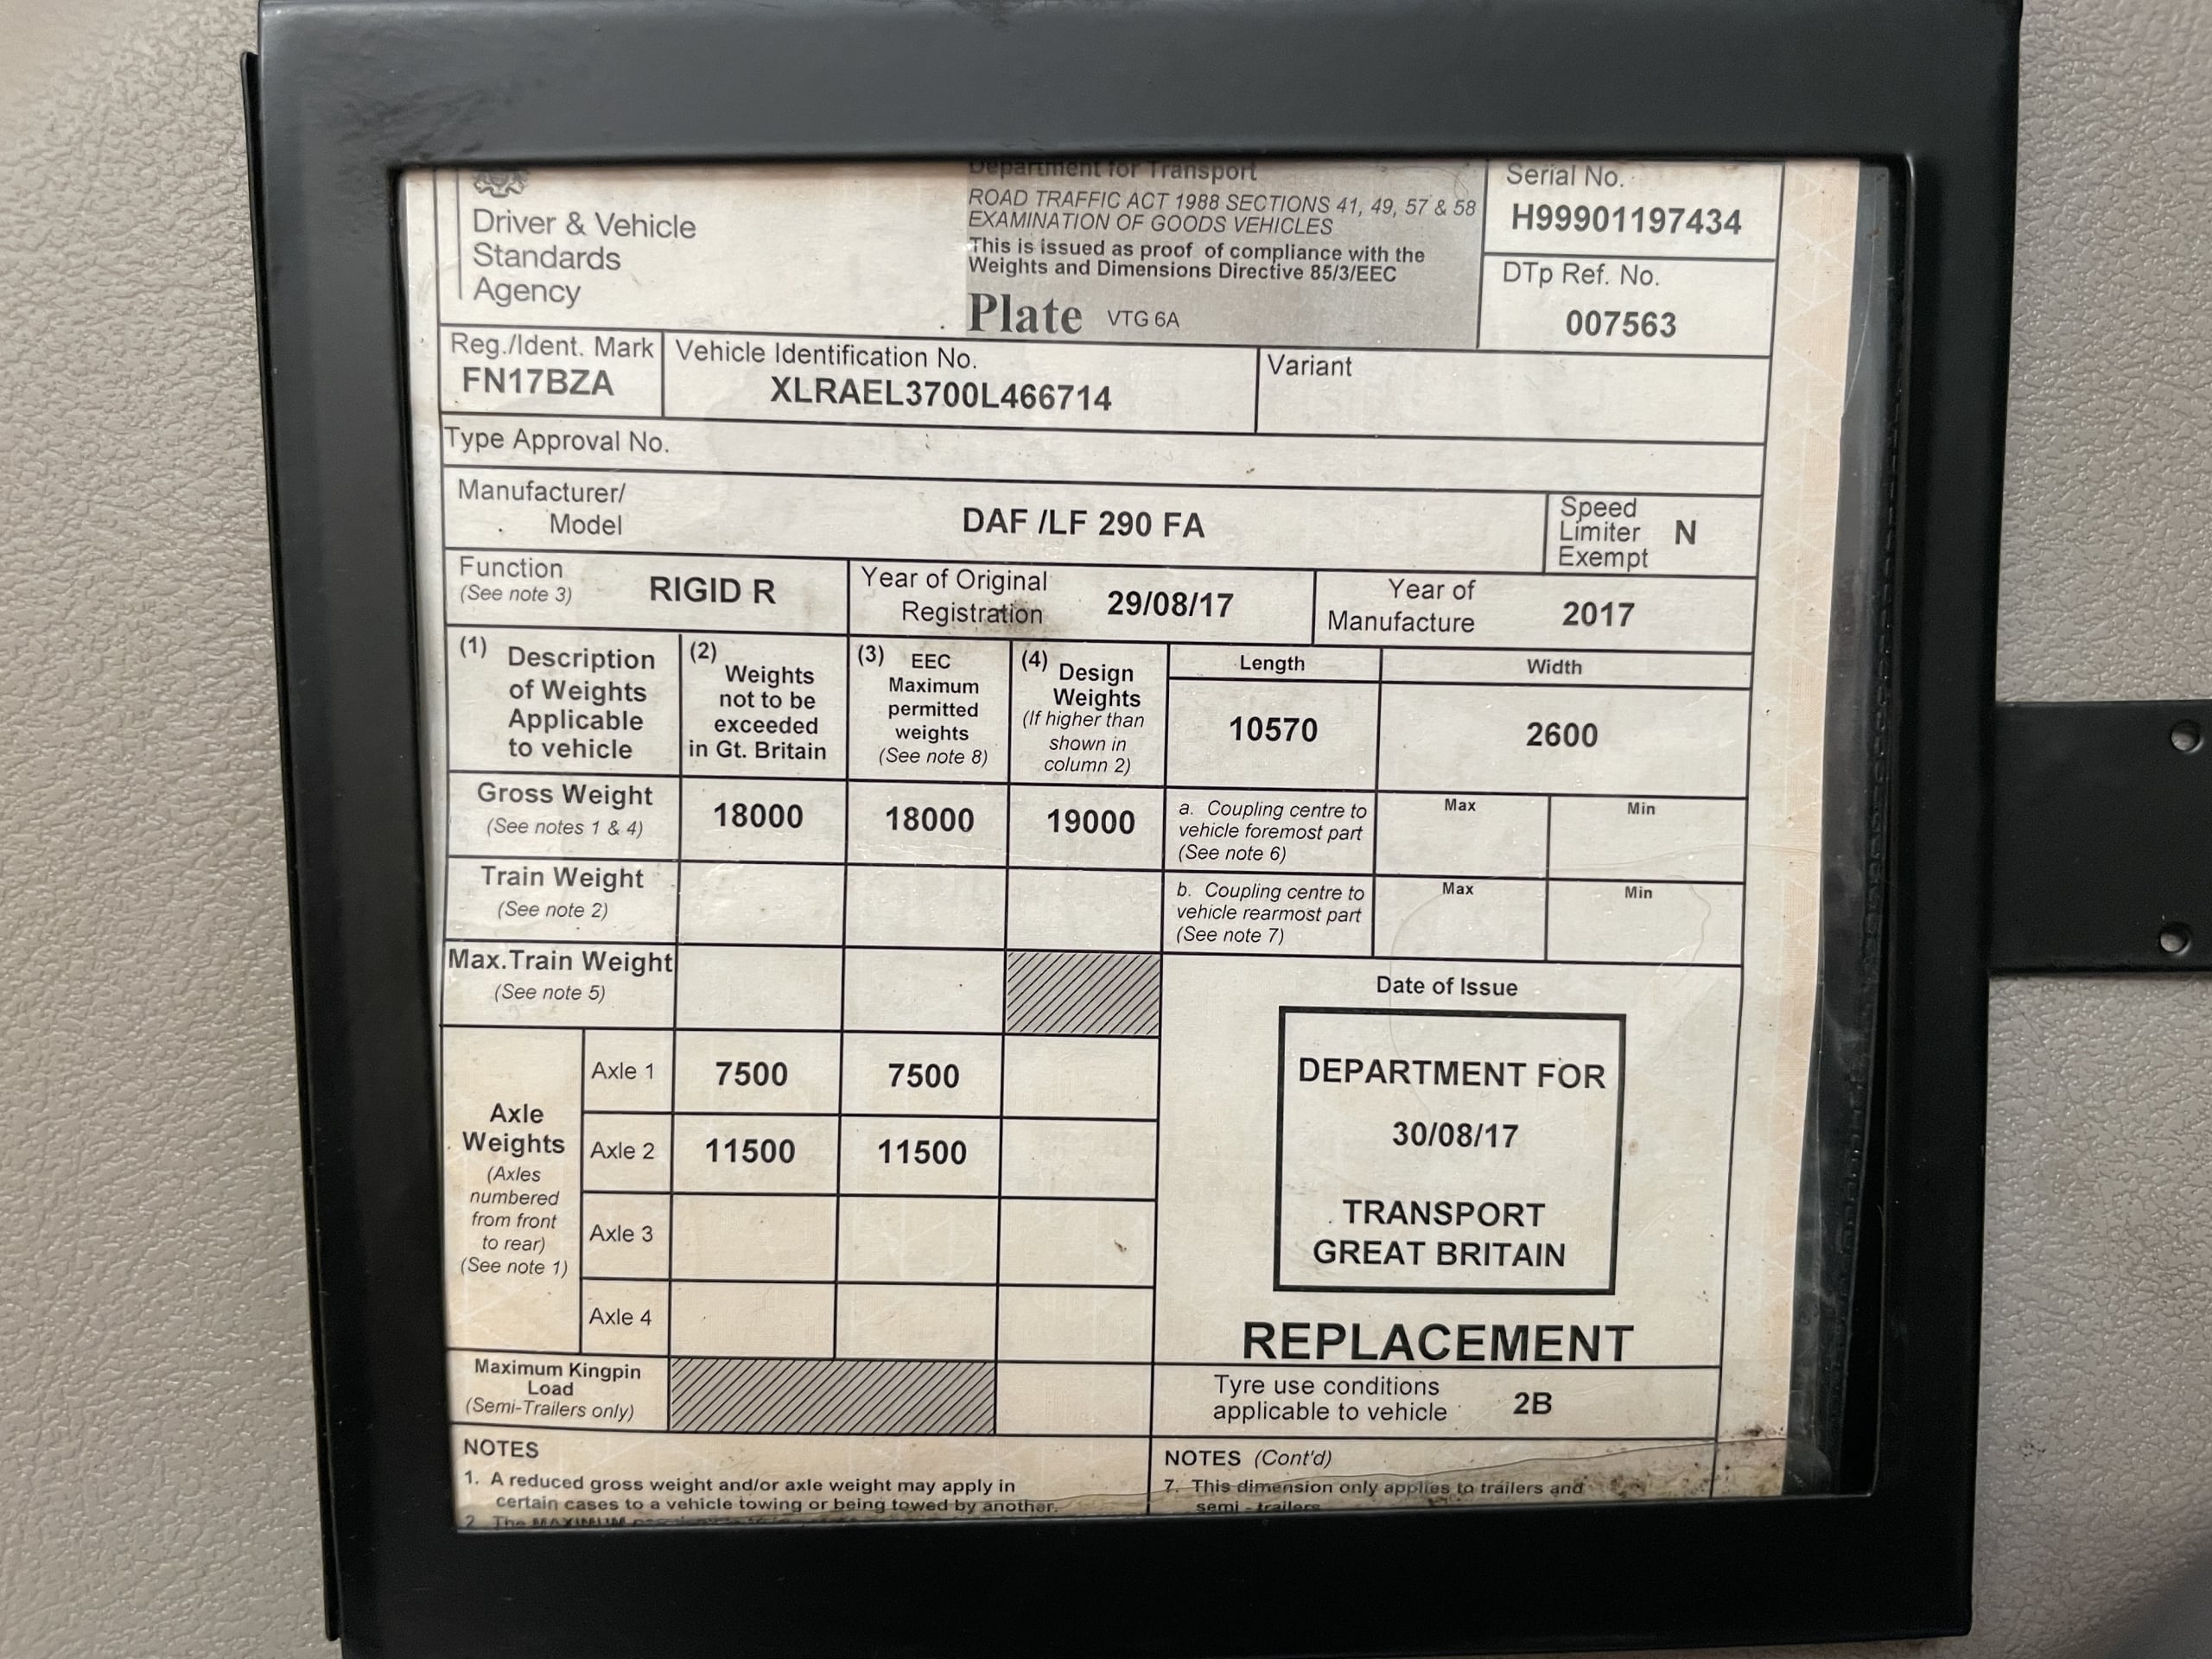 Department for Transport
Driver & Vehicle
Standards
Agency
ROAD TRAFFIC ACT 1988 SECTIONS 41, 49, 57 & 58
EXAMINATION OF GOODS VEHICLES
This is issued as proof of compliance with the
Weights and Dimensions Directive 85/3/EEC
Plate VTG 6A
Serial No.
H99901197434
DTp Ref. No.
007563
Reg./Ident. Mark
FN17BZA
Vehicle Identification No.
XLRAEL3700L466714
Variant
Type Approval No.
Manufacturer/
Model
DAF /LF 290 FA
Speed
Limiter
Exempt
N
Function
(See note 3)
RIGID R
Year of Original
Registration
29/08/17
Year of
Manufacture
2017
(1) Description
of Weights
Applicable
to vehicle
(2) Weights
not to be
exceeded
in Gt. Britain
(3) EEC
Maximum
permitted
weights
(See note 8)
(4) Design
Weights
(If higher than
shown in
column 2)
Length
10570
Width
2600
Gross Weight
(See notes 1 & 4)
18000
18000
19000
a. Coupling centre to
vehicle foremost part
(See note 6)
Max
Min
Train Weight
(See note 2)
b. Coupling centre to
vehicle rearmost part
(See note 7)
Max
Min
Max.Train Weight
(See note 5)
Date of Issue
DEPARTMENT FOR
30/08/17
TRANSPORT
GREAT BRITAIN
REPLACEMENT
Axle
Weights
(Axles
numbered
from front
to rear)
(See note 1)
Axle 1
7500
7500
Axle 2
11500
11500
Axle 3
Axle 4
Maximum Kingpin
Load
(Semi-Trailers only)
Tyre use conditions
applicable to vehicle
2B
NOTES
1. A reduced gross weight and/or axle weight may apply in
certain cases to a vehicle towing or being towed by another.
2. The MAXIMUM
NOTES (Cont'd)
7. This dimension only applies to trailers and
semi - trailers